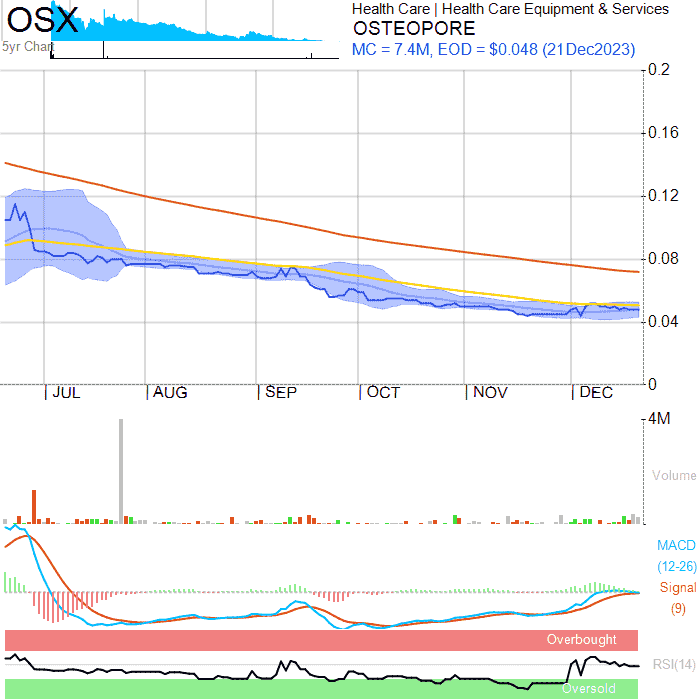 OSX
5yr Chart
Health Care | Health Care Equipment & Services
OSTEOPORE
MC = 7.4M, EOD = $0.048 (21Dec2023)
0.2
0.16
0.12
0.08
0.04
0
JUL
AUG
SEP
OCT
NOV
DEC
4M
Volume
MACD
(12-26)
Signal
(9)
Overbought
RSI(14)
Oversold